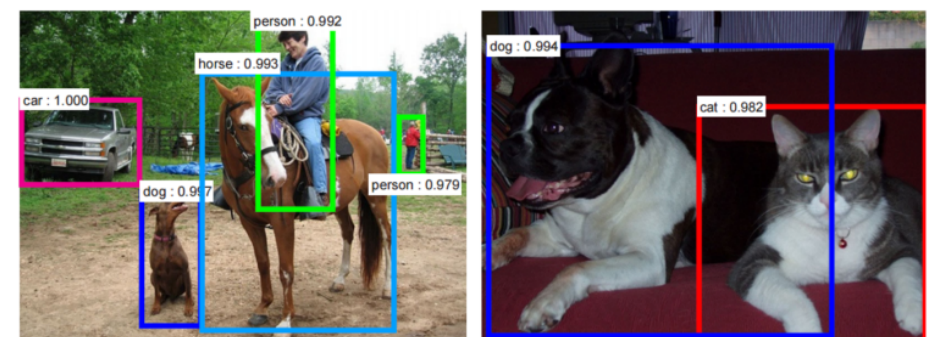 person : 0.992
horse : 0.993
car : 1.000
dog : 0.997
person : 0.979
dog : 0.994
cat : 0.982